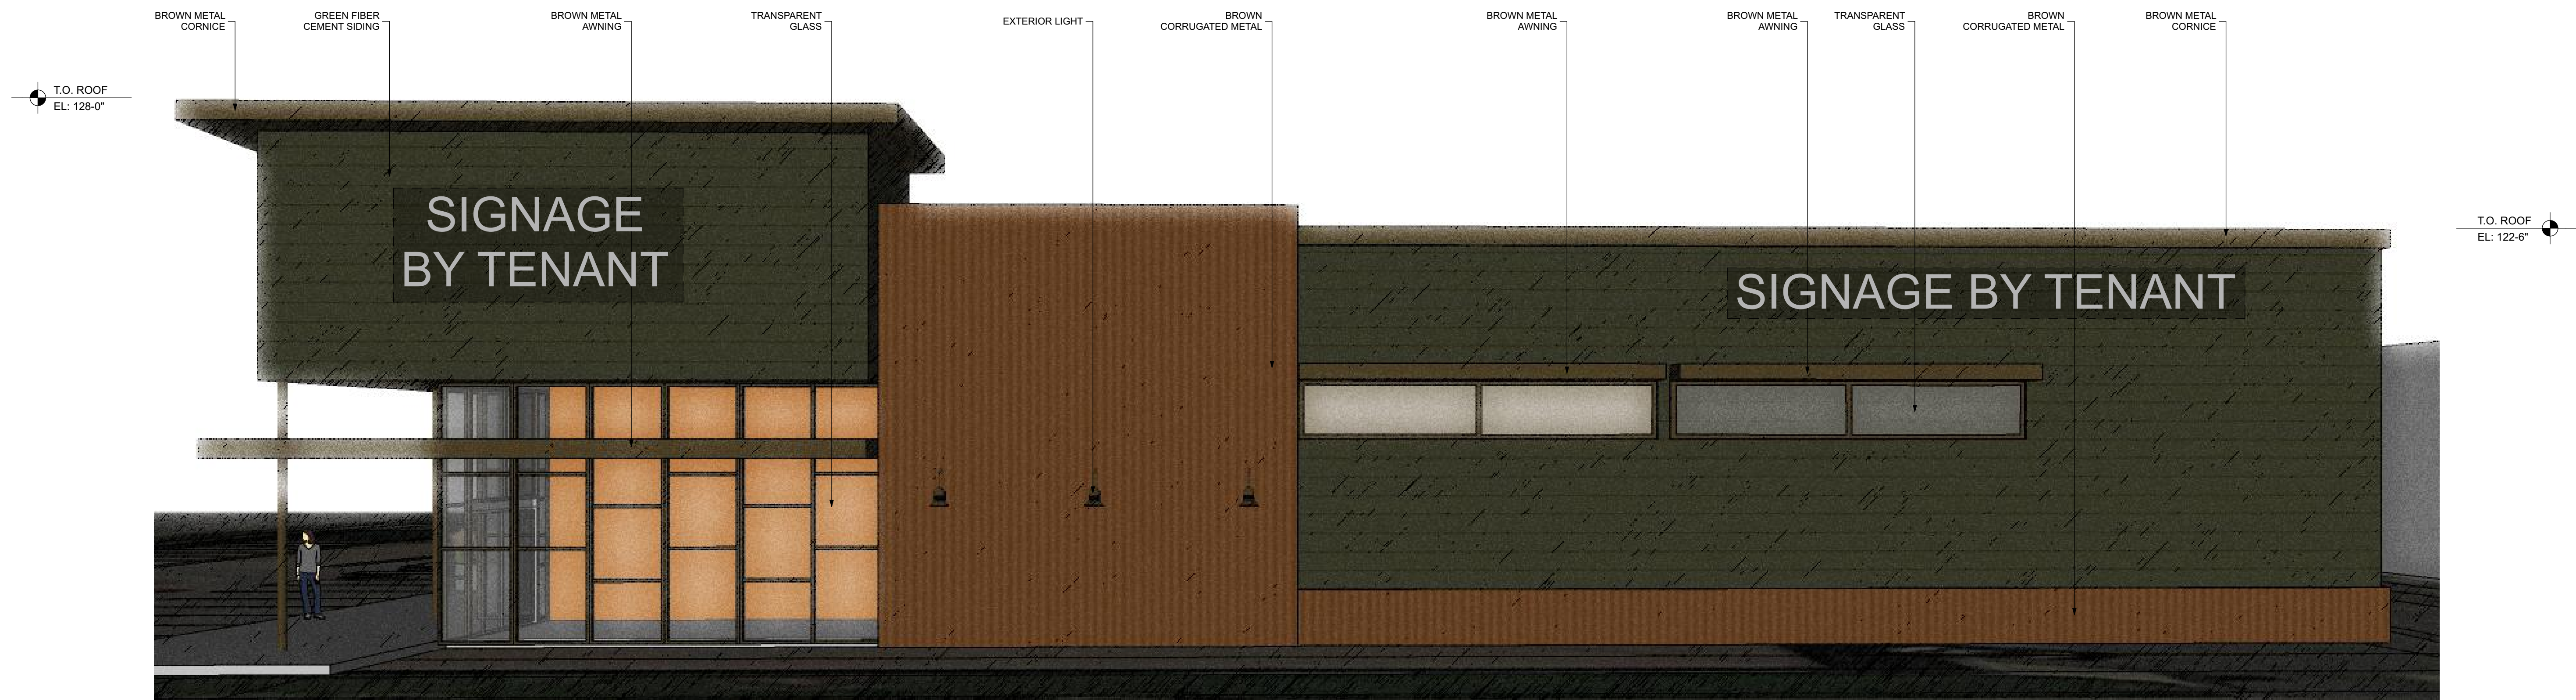 BROWN METAL
CORNICE
GREEN FIBER
CEMENT SIDING
BROWN METAL
AWNING
TRANSPARENT
GLASS
EXTERIOR LIGHT
BROWN
CORRUGATED METAL
BROWN METAL
AWNING
BROWN METAL
AWNING
TRANSPARENT
GLASS
BROWN
CORRUGATED METAL
BROWN METAL
CORNICE
T.O. ROOF
EL: 128-0"
T.O. ROOF
EL: 122-6"
SIGNAGE
BY TENANT
SIGNAGE BY TENANT